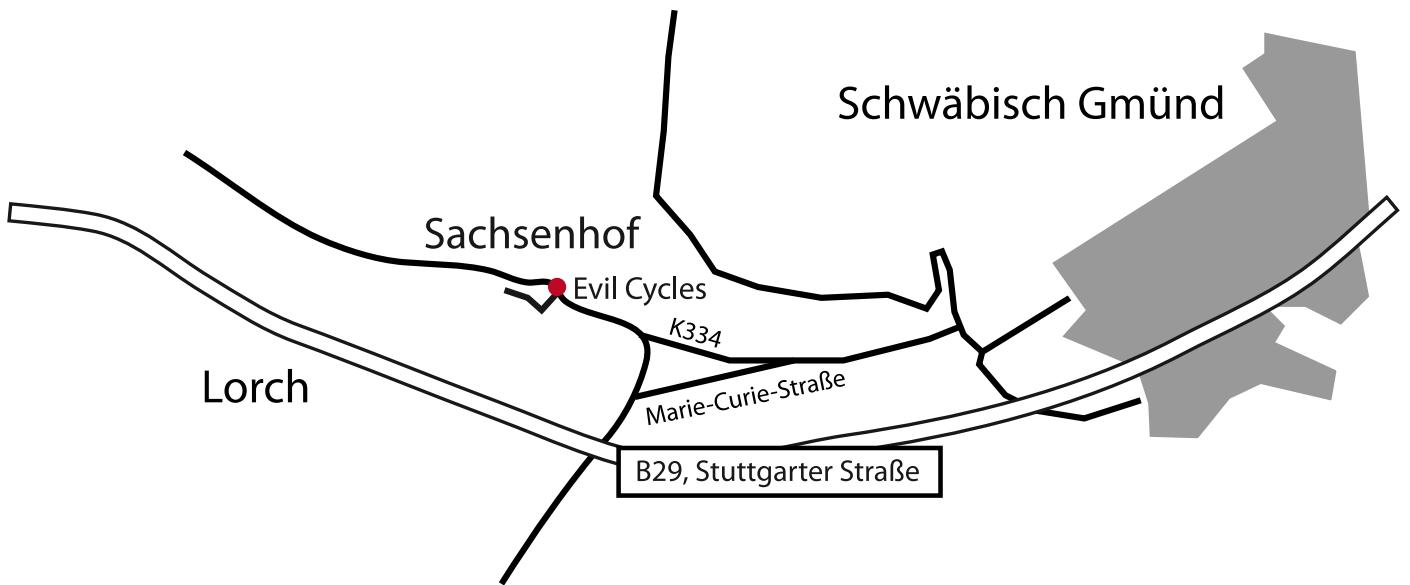 Schwäbisch Gmünd
Sachsenhof
Evil Cycles
K334
Lorch
Marie-Curie-Straße
B29, Stuttgarter Straße